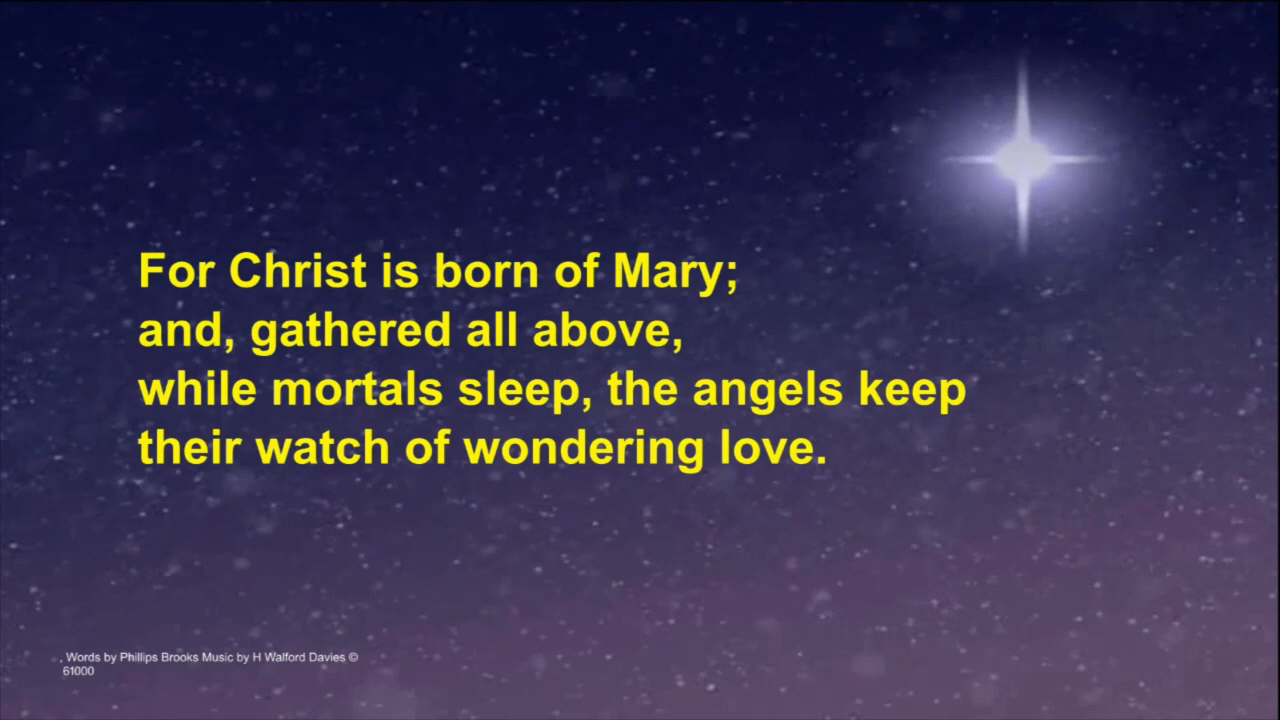 For Christ is born of Mary;
and, gathered all above,
while mortals sleep, the angels keep
their watch of wondering love.
, Words by Phillips Brooks Music by H Walford Davies ©
61000